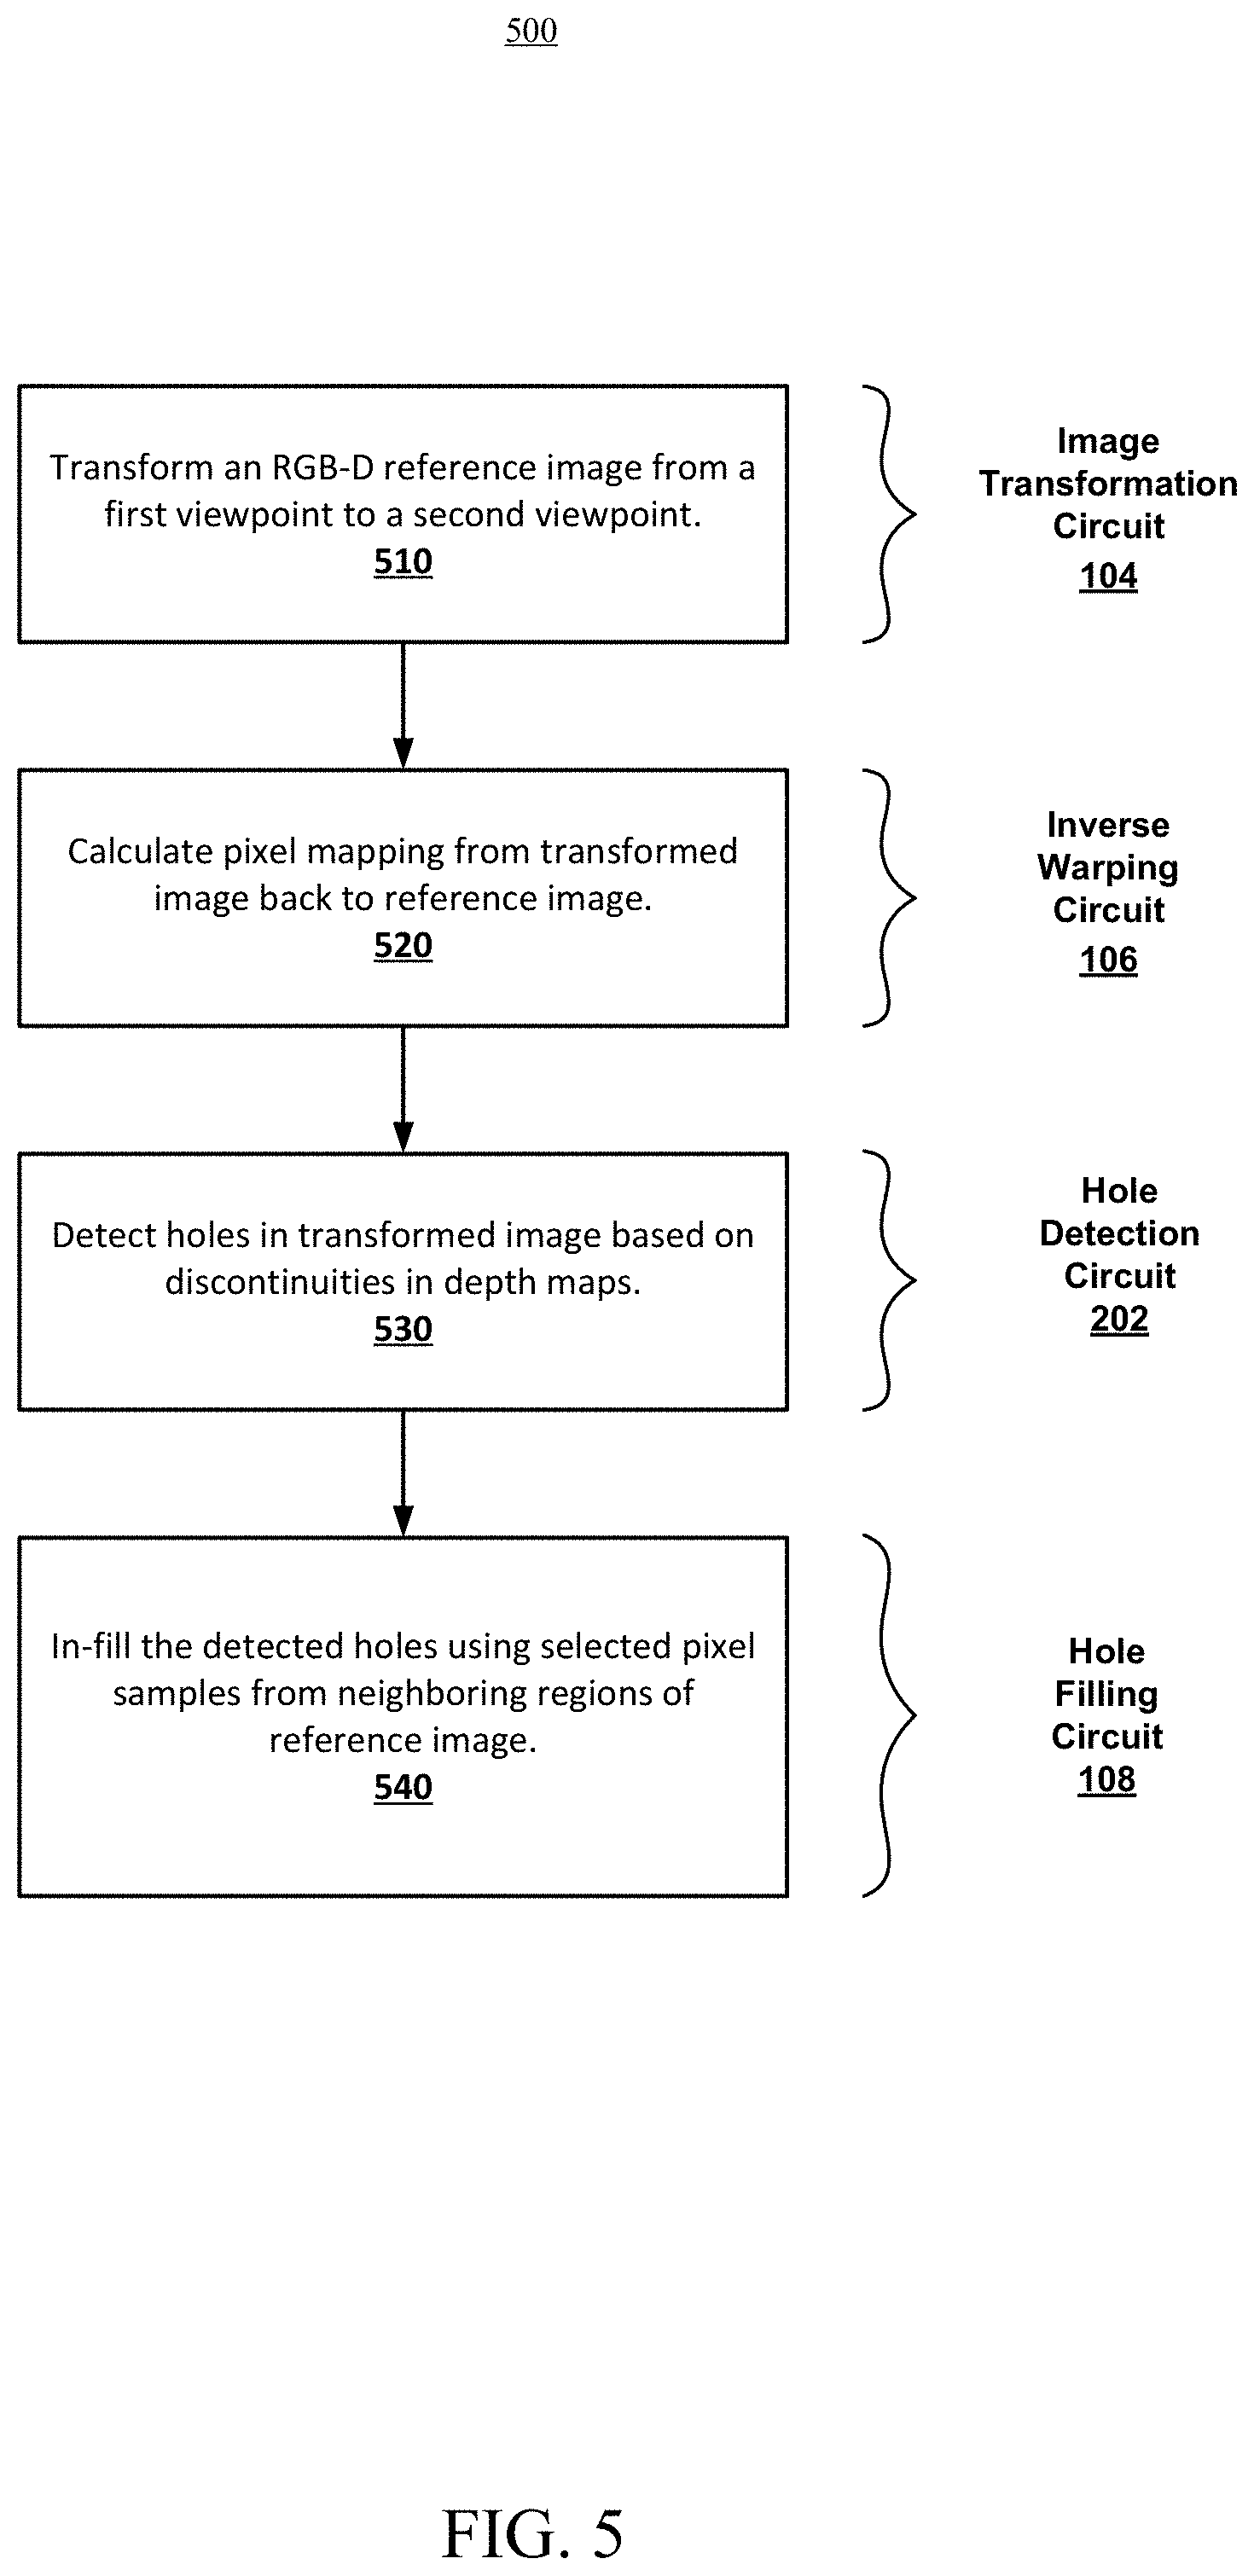 500
Transform an RGB-D reference image from a
first viewpoint to a second viewpoint.
510
Image
Transformation
Circuit
104
Calculate pixel mapping from transformed
image back to reference image.
520
Inverse
Warping
Circuit
106
Detect holes in transformed image based on
discontinuities in depth maps.
530
Hole
Detection
Circuit
202
In-fill the detected holes using selected pixel
samples from neighboring regions of
reference image.
540
Hole
Filling
Circuit
108
FIG. 5